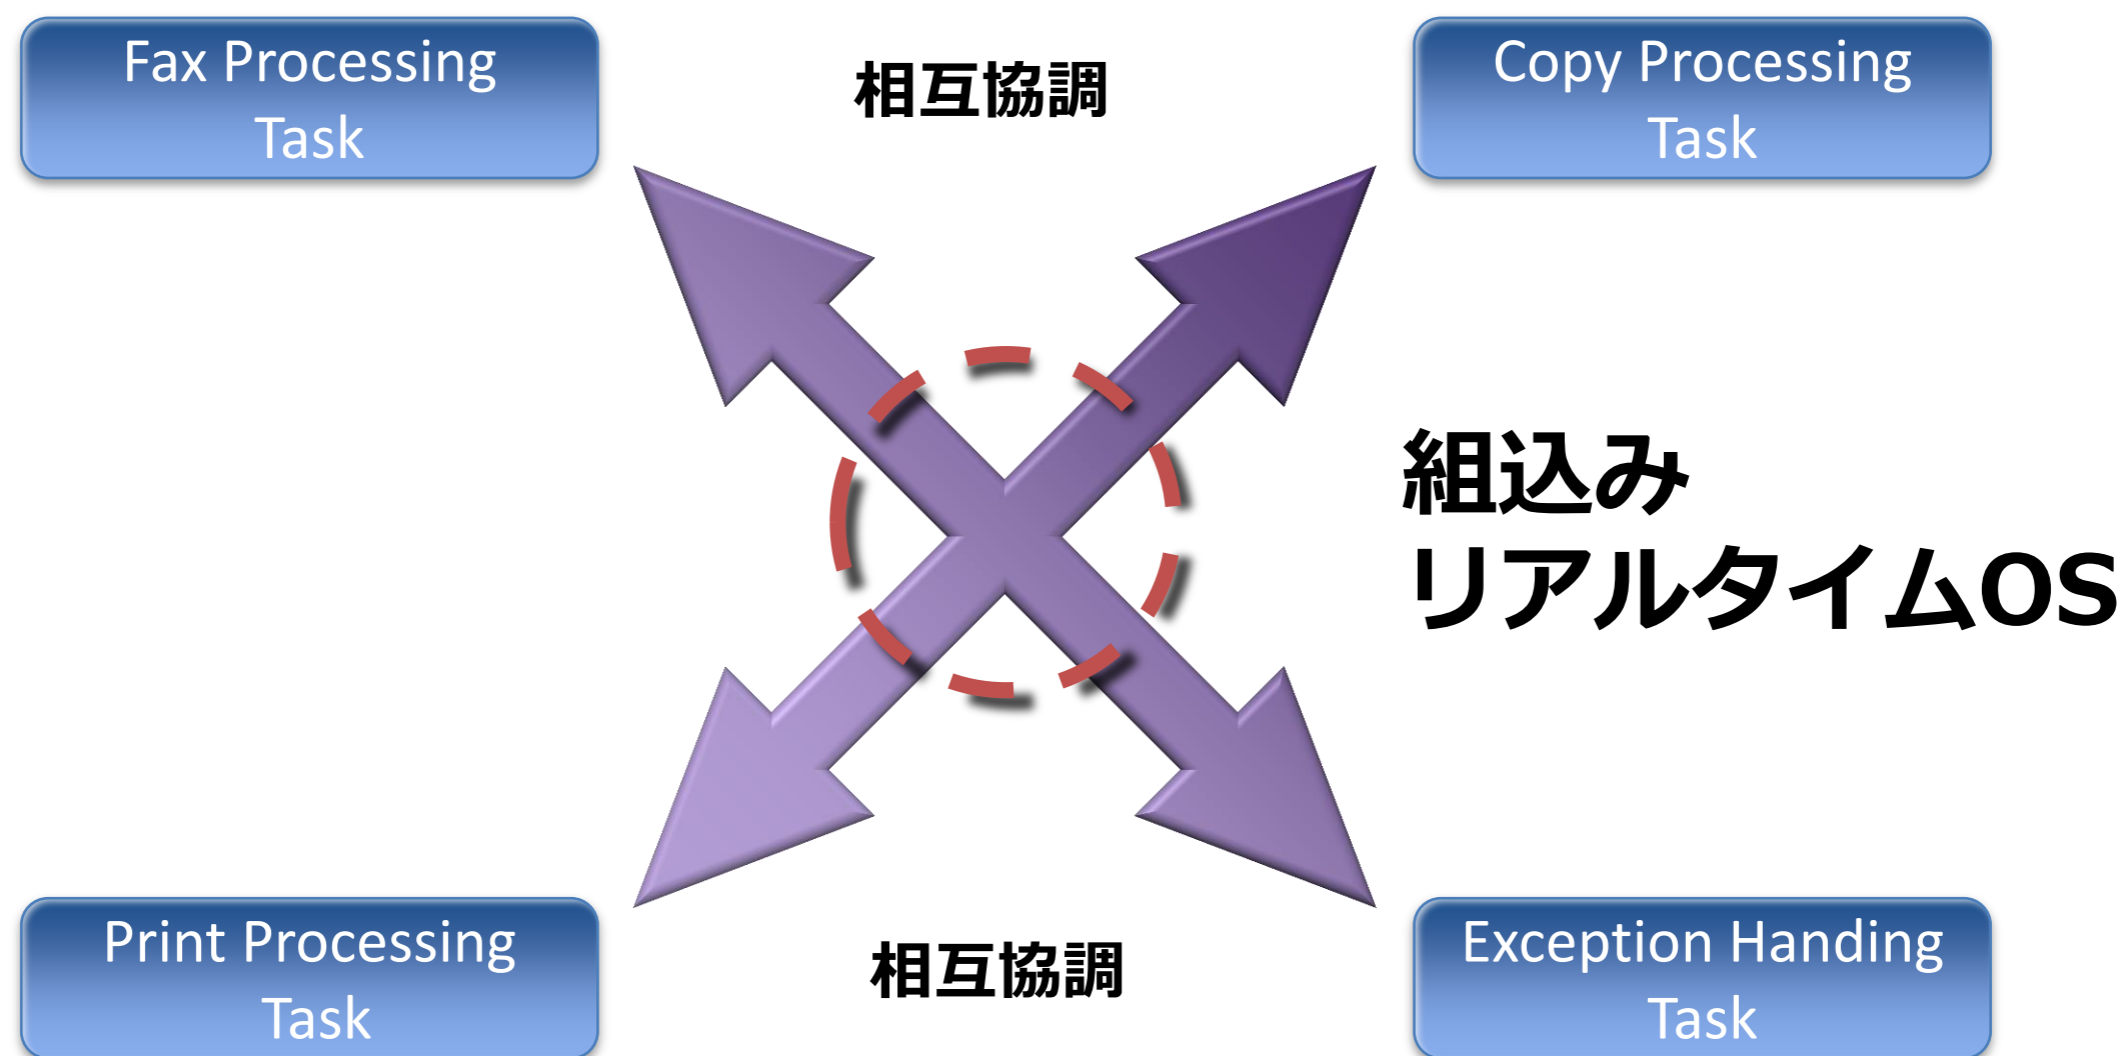 Fax Processing
Task
相互協調
Copy Processing
Task
組込み
リアルタイムOS
Print Processing
Task
相互協調
Exception Handing
Task